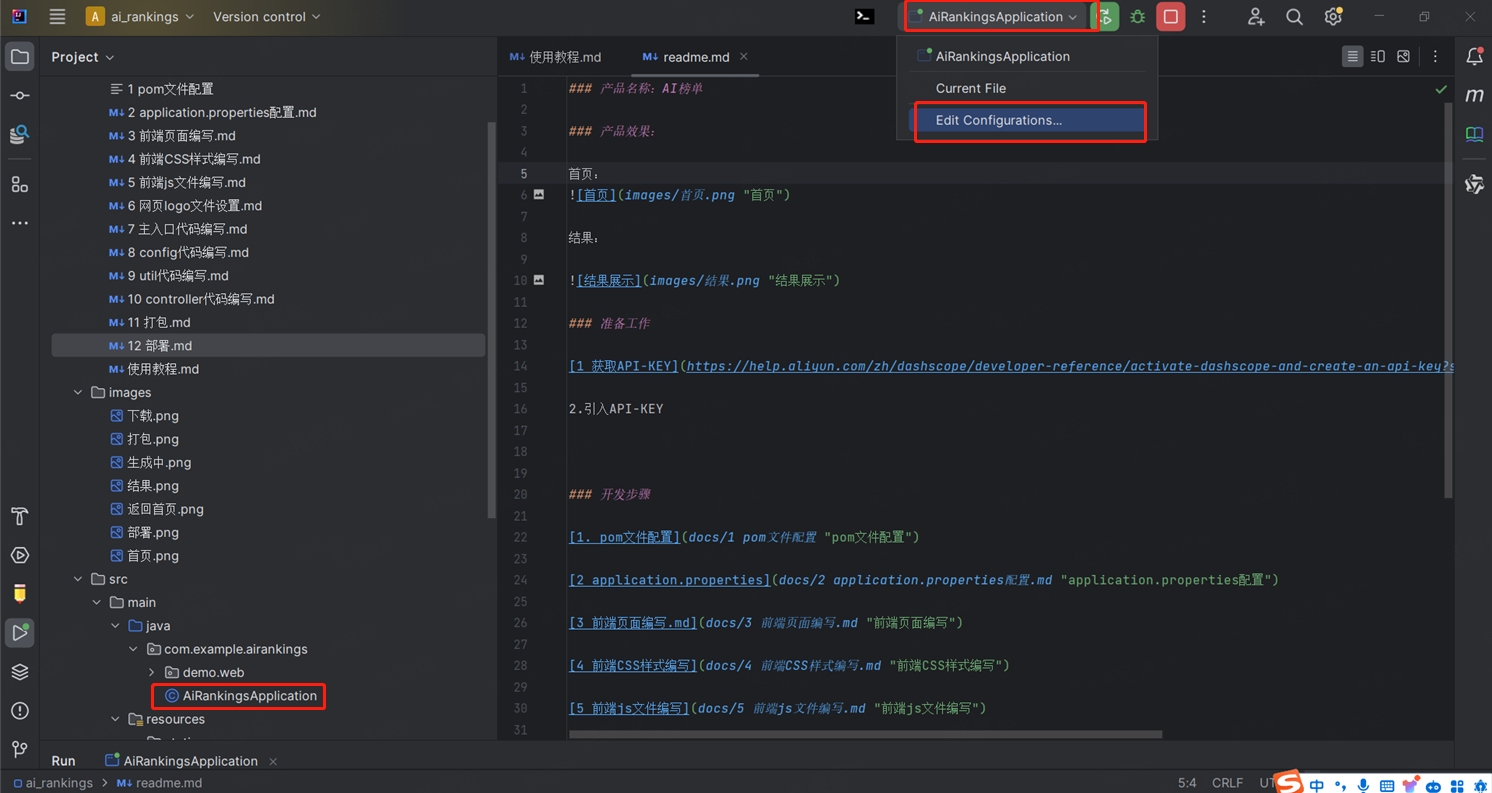 A ai_rankings Version control AiRankingsApplication
Project
使用教程.md readme.md
AiRankingsApplication
Current File
Edit Configurations...
1 pom文件配置
M↓ 2 application.properties配置.md
M↓ 3 前端页面编写.md
M↓ 4 前端CSS样式编写.md
M↓ 5 前端js文件编写.md
M↓ 6 网页logo文件设置.md
M↓ 7 主入口代码编写.md
M↓ 8 config代码编写.md
M↓ 9 util代码编写.md
M↓ 10 controller代码编写.md
M↓ 11 打包.md
M↓ 12 部署.md
M↓ 使用教程.md
images
下载.png
打包.png
生成中.png
结果.png
返回首页.png
部署.png
首页.png
src
main
java
com.example.airankings
demo.web
AiRankingsApplication
resources
1 ### 产品名称：AI榜单
2
3 ### 产品效果：
4
5 首页：
6 ![首页](images/首页.png "首页")
7
8 结果：
9
10 ![结果展示](images/结果.png "结果展示")
11
12 ### 准备工作
13
14 [1 获取API-KEY](https://help.aliyun.com/zh/dashscope/developer-reference/activate-dashscope-and-create-an-api-key?s
15
16 2.引入API-KEY
17
18
19
20 ### 开发步骤
21
22 [1. pom文件配置](docs/1 pom文件配置 "pom文件配置")
23
24 [2 application.properties](docs/2 application.properties配置.md "application.properties配置")
25
26 [3 前端页面编写.md](docs/3 前端页面编写.md "前端页面编写")
27
28 [4 前端CSS样式编写](docs/4 前端CSS样式编写.md "前端CSS样式编写")
29
30 [5 前端js文件编写](docs/5 前端js文件编写.md "前端js文件编写")
31
Run AiRankingsApplication
ai_rankings > M↓ readme.md 5:4 CRLF UT
S 中
m